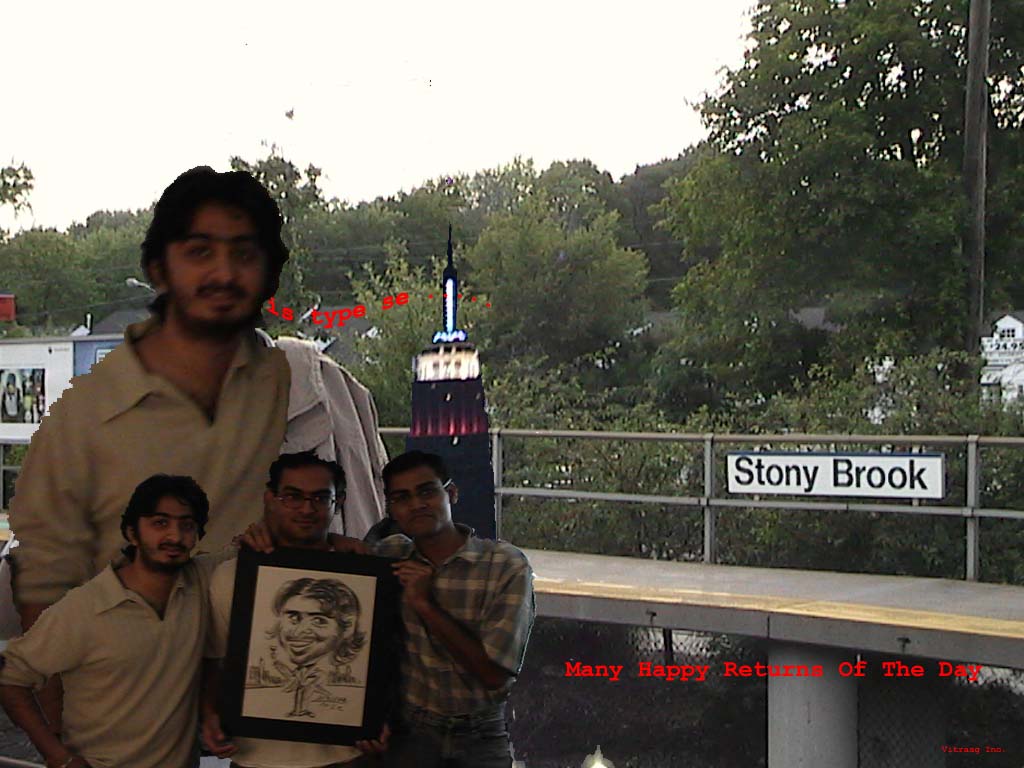 is type se .....
Stony Brook
Many Happy Returns Of The Day
Vitraag Inc.